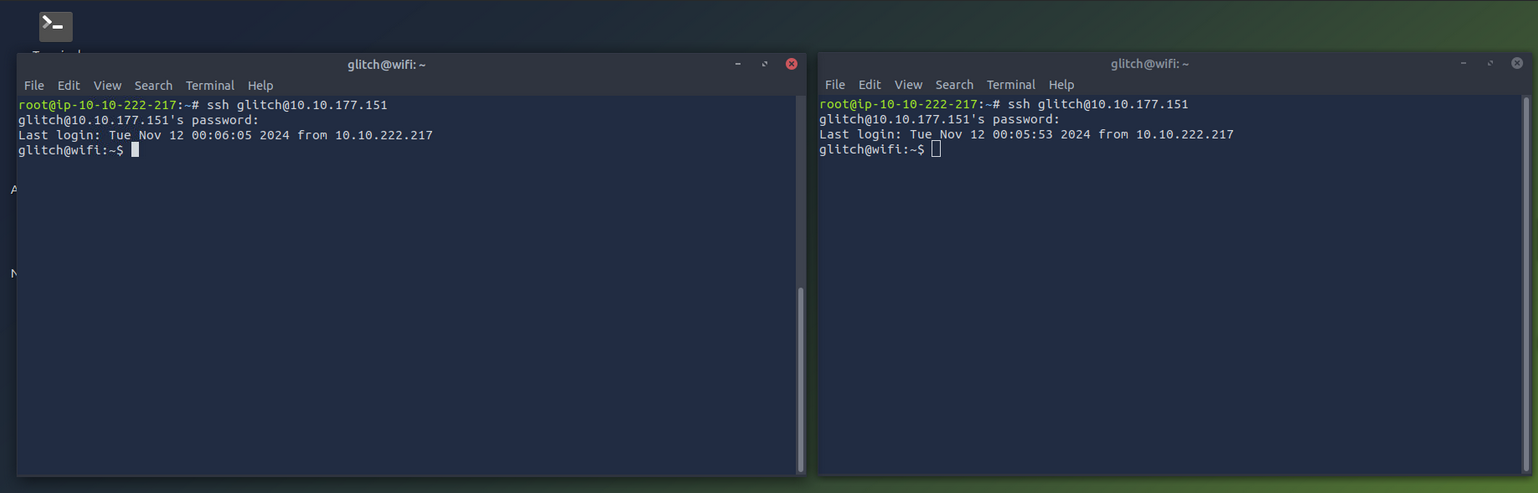 glitch@wifi: ~
File Edit View Search Terminal Help
root@ip-10-10-222-217:~# ssh glitch@10.10.177.151
glitch@10.10.177.151's password:
Last login: Tue Nov 12 00:06:05 2024 from 10.10.222.217
glitch@wifi:~$
glitch@wifi: ~
File Edit View Search Terminal Help
root@ip-10-10-222-217:~# ssh glitch@10.10.177.151
glitch@10.10.177.151's password:
Last login: Tue Nov 12 00:05:53 2024 from 10.10.222.217
glitch@wifi:~$